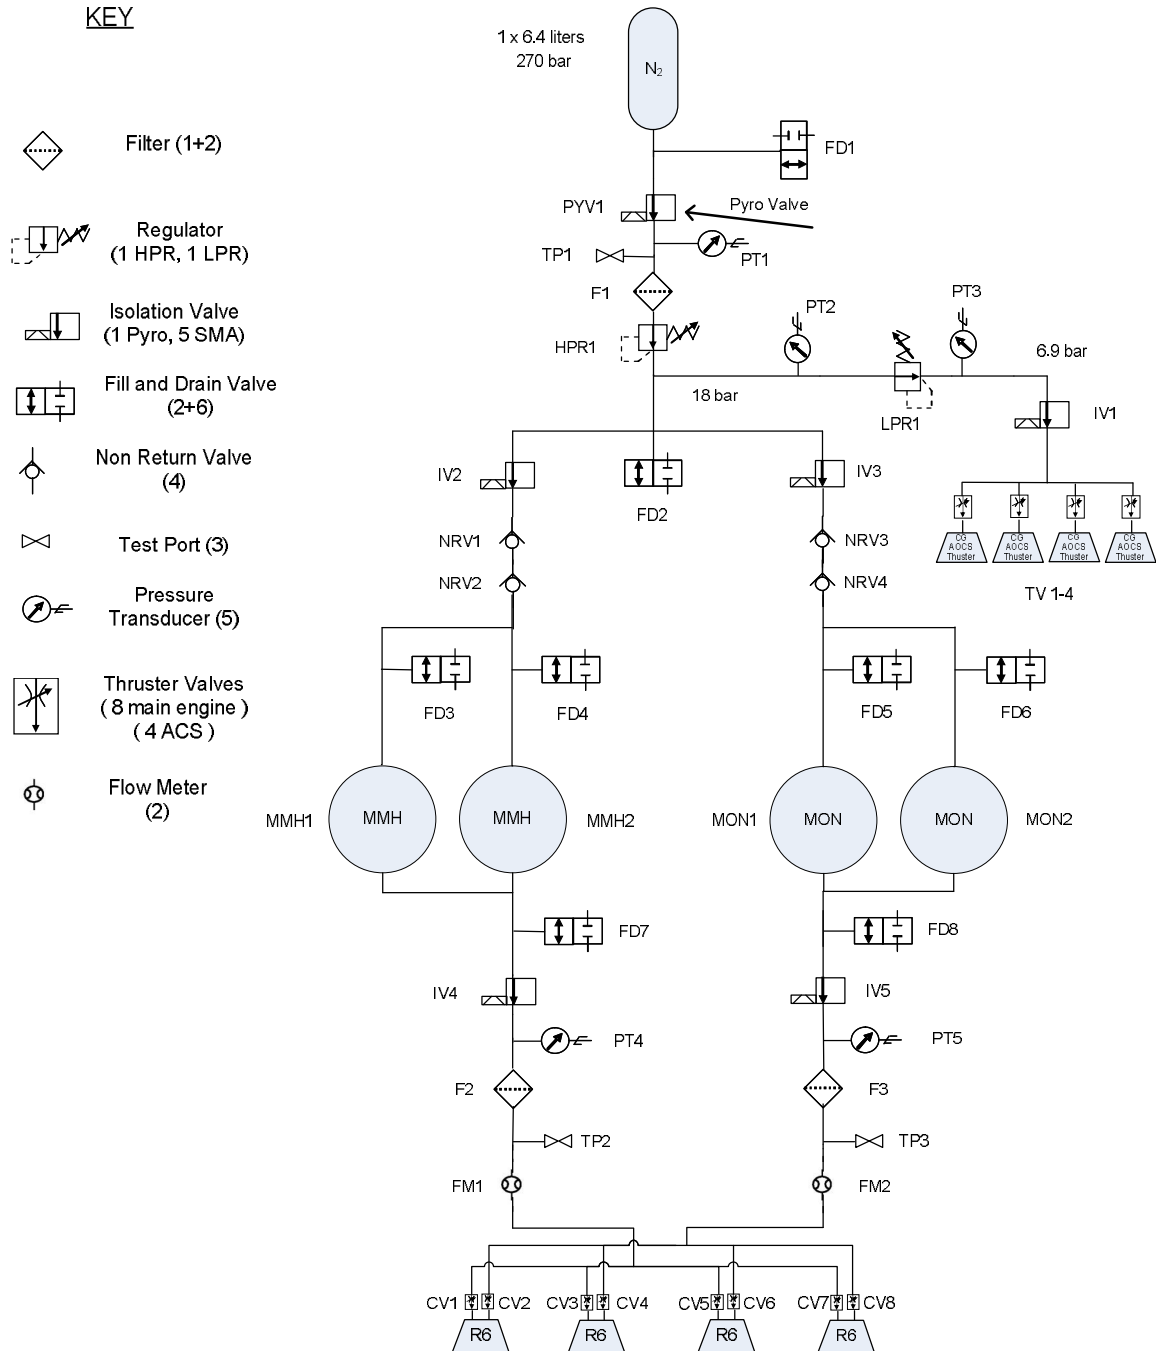 KEY
Filter (1+2)
Regulator
(1 HPR, 1 LPR)
Isolation Valve
(1 Pyro, 5 SMA)
Fill and Drain Valve
(2+6)
Non Return Valve
(4)
Test Port (3)
Pressure
Transducer (5)
Thruster Valves
( 8 main engine )
( 4 ACS )
Flow Meter
(2)
1 x 6.4 liters
270 bar
N2
FD1
PYV1
Pyro Valve
TP1
PT1
F1
HPR1
PT2
PT3
18 bar
6.9 bar
LPR1
IV1
IV2
FD2
IV3
CG
AOCS
Thuster
CG
AOCS
Thuster
CG
AOCS
Thuster
CG
AOCS
Thuster
TV 1-4
NRV1
NRV2
NRV3
NRV4
FD3
FD4
FD5
FD6
MMH1
MMH
MMH
MMH2
MON1
MON
MON
MON2
FD7
FD8
IV4
IV5
PT4
PT5
F2
F3
TP2
TP3
FM1
FM2
CV1
CV2
CV3
CV4
CV5
CV6
CV7
CV8
R6
R6
R6
R6